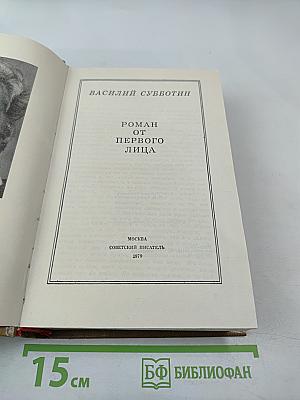 ВАСИЛИЙ СУББОТИН
РОМАН
ОТ
ПЕРВОГО
ЛИЦА
МОСКВА
СОВЕТСКИЙ ПИСАТЕЛЬ
1979
15 см
БФ БИБЛИОФАН